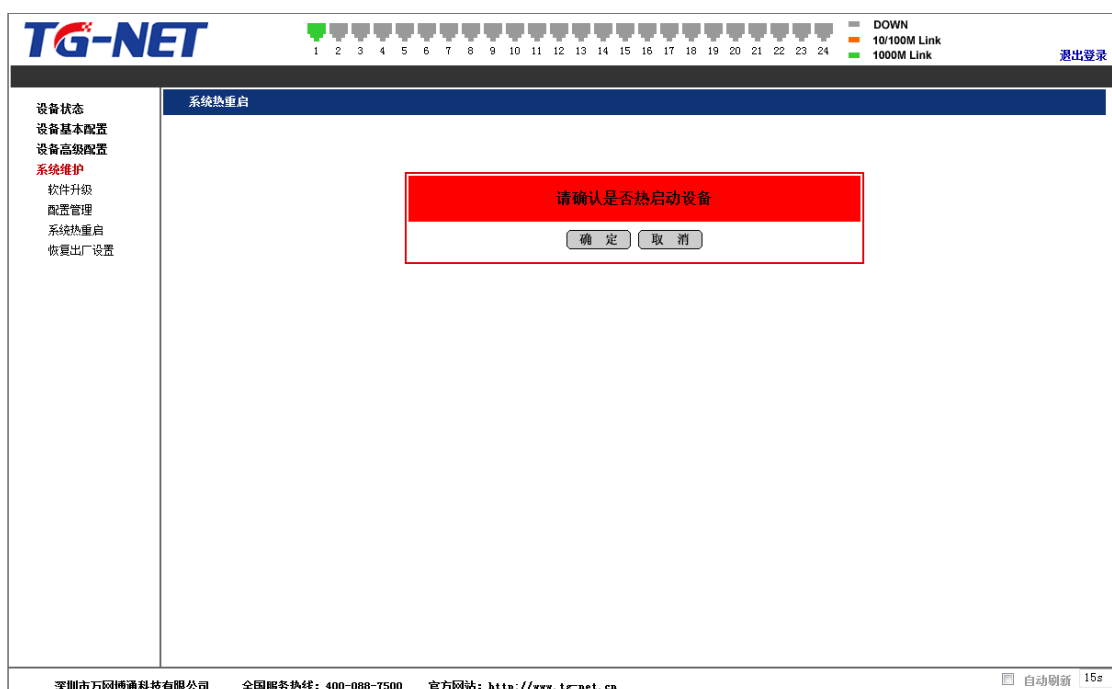 TG-NET
DOWN
10/100M Link
1000M Link
1 2 3 4 5 6 7 8 9 10 11 12 13 14 15 16 17 18 19 20 21 22 23 24
退出登录
系统热重启
设备状态
设备基本配置
设备高级配置
系统维护
软件升级
配置管理
系统热重启
恢复出厂设置
请确认是否热启动设备
确 定 取 消
深圳市万网博通科技有限公司 全国服务热线：400-088-7500 官方网站：http://www.tg-net.cn
自动刷新 15s